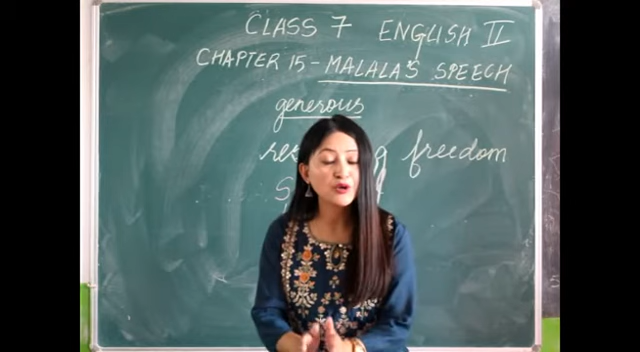 CLASS 7 ENGLISH II
CHAPTER 15 - MALALA'S SPEECH
generous
freedom